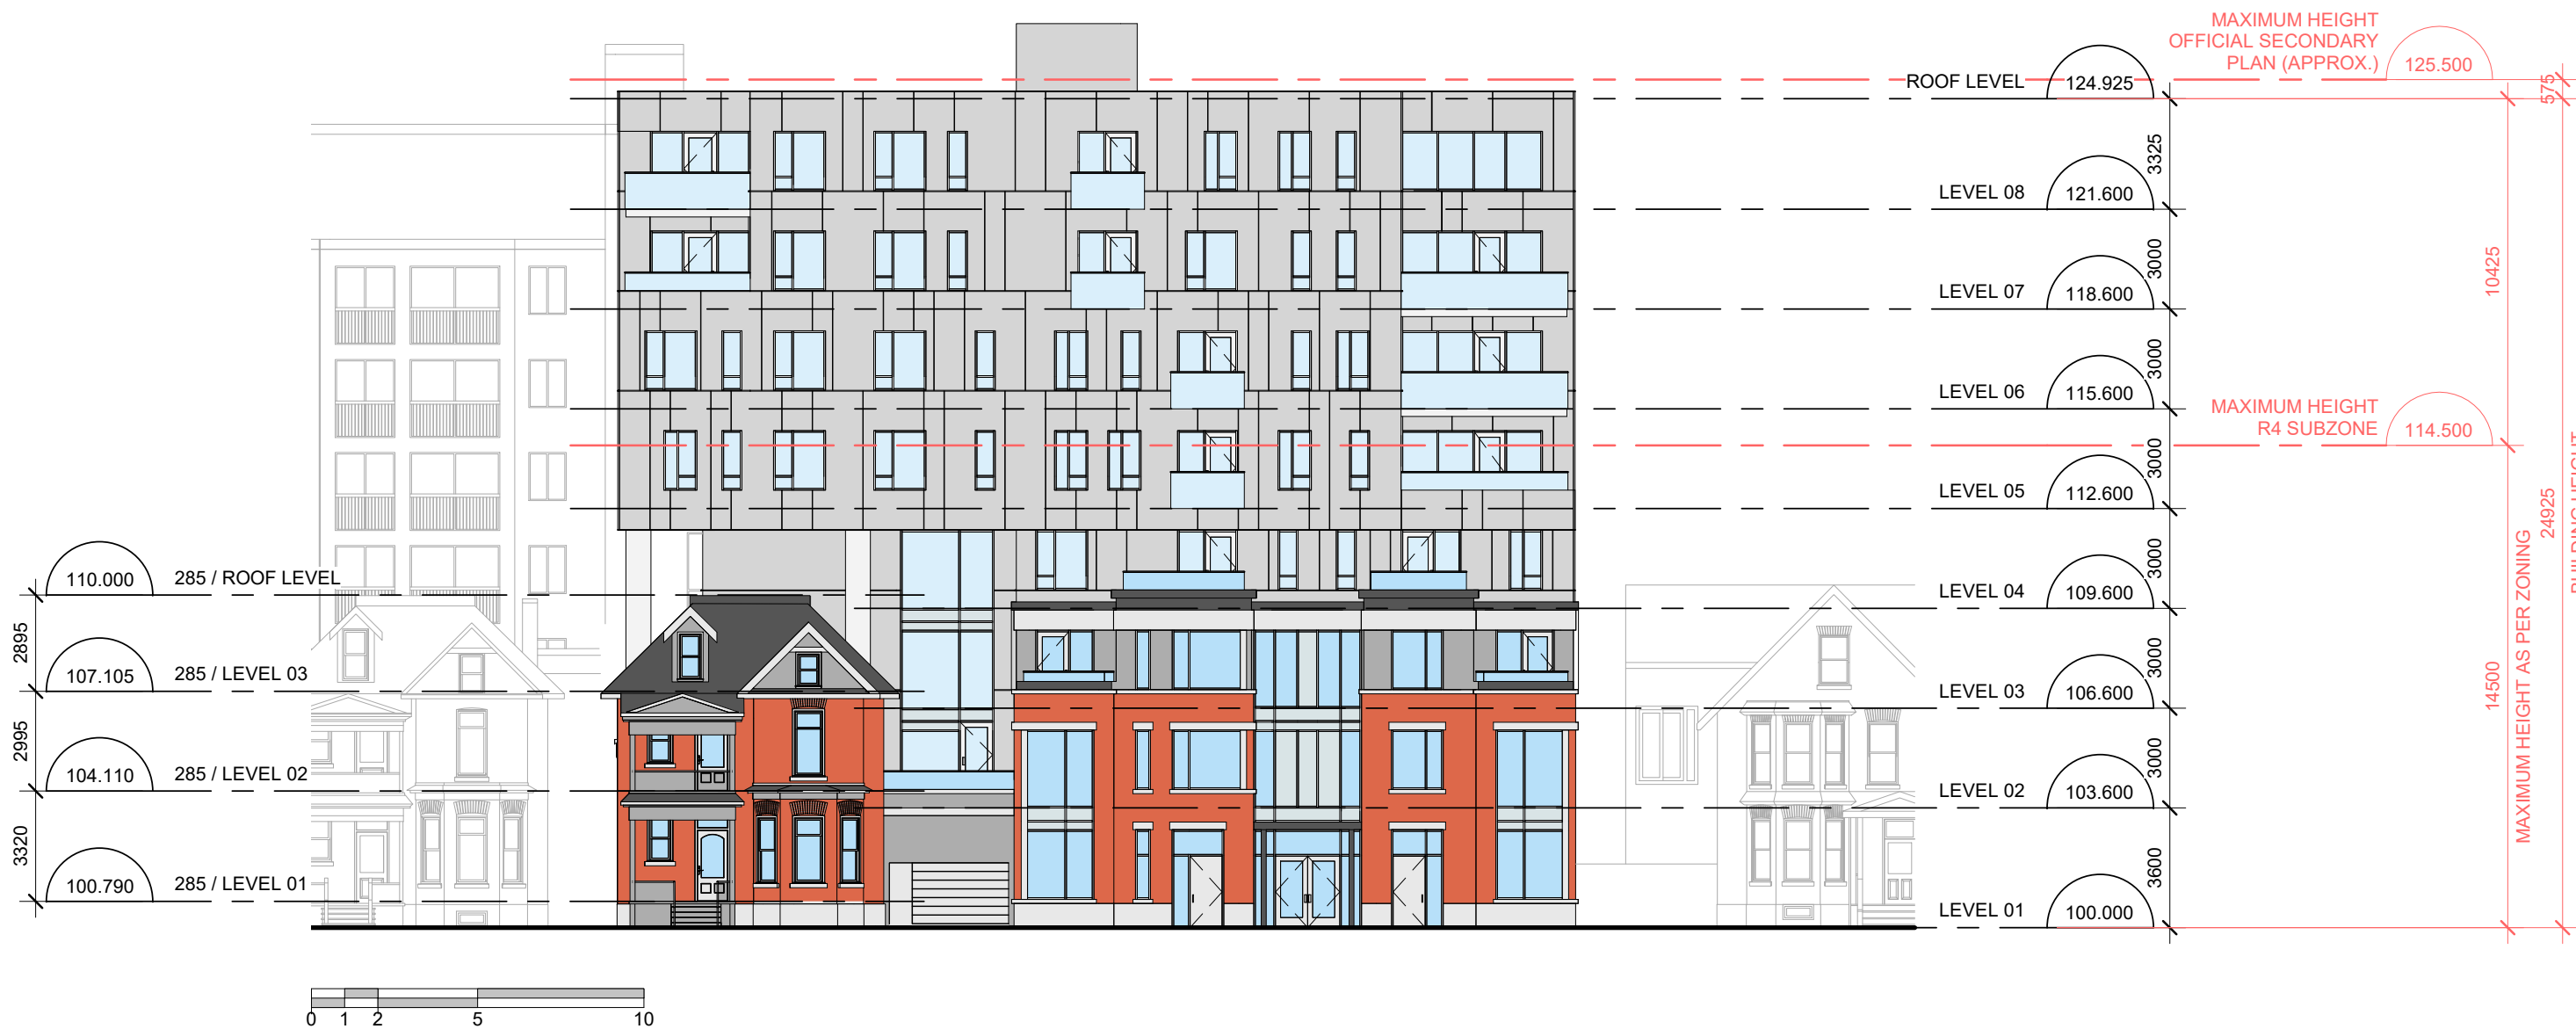 MAXIMUM HEIGHT
OFFICIAL SECONDARY
PLAN (APPROX.)
125.500
575
ROOF LEVEL
124.925
3325
LEVEL 08
121.600
3000
LEVEL 07
118.600
10425
3000
LEVEL 06
115.600
MAXIMUM HEIGHT
R4 SUBZONE
114.500
3000
LEVEL 05
112.600
24925
BUILDING HEIGHT
3000
LEVEL 04
109.600
MAXIMUM HEIGHT AS PER ZONING
14500
3000
LEVEL 03
106.600
3000
LEVEL 02
103.600
3600
LEVEL 01
100.000
110.000
285 / ROOF LEVEL
2895
107.105
285 / LEVEL 03
2995
104.110
285 / LEVEL 02
3320
100.790
285 / LEVEL 01
0 1 2 5 10